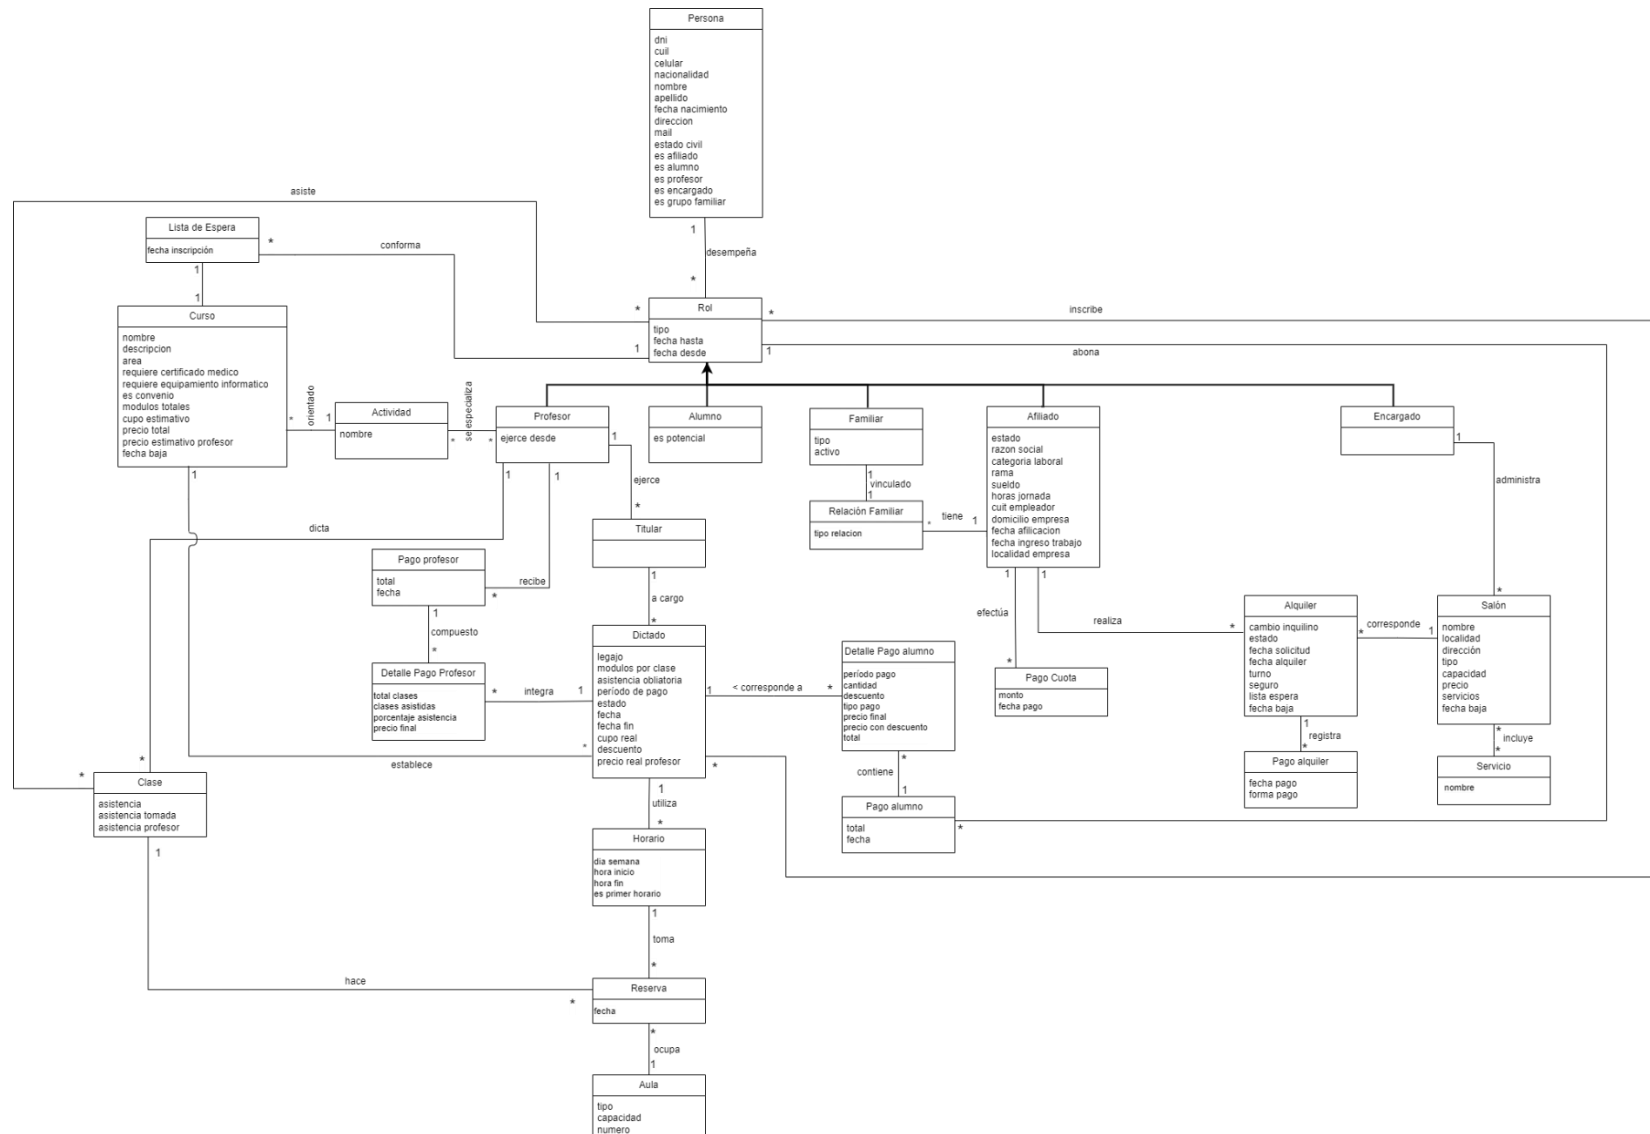 Persona
dni
cuil
celular
nacionalidad
nombre
apellido
fecha nacimiento
direccion
mail
estado civil
es afiliado
es alumno
es profesor
es encargado
es grupo familiar
1
desempeña
*
asiste
Lista de Espera
fecha inscripción
*
conforma
1
1
Rol
tipo
fecha hasta
fecha desde
*
1
*
1
inscribe
abona
Curso
nombre
descripcion
area
requiere certificado medico
requiere equipamiento informatico
es convenio
modulos totales
cupo estimativo
precio total
precio estimativo profesor
fecha baja
*
orientado
1
Actividad
nombre
*
se especializa
*
Profesor
ejerce desde
Alumno
es potencial
Familiar
tipo
activo
1
vinculado
1
Relación Familiar
tipo relacion
*
tiene
1
Afiliado
estado
razon social
categoria laboral
rama
sueldo
horas jornada
cuit empleador
domicilio empresa
fecha afilicacion
fecha ingreso trabajo
localidad empresa
Encargado
1
administra
*
1
ejerce
*
Titular
1
a cargo
*
1
dicta
1
recibe
*
Pago profesor
total
fecha
1
compuesto
*
Detalle Pago Profesor
total clases
clases asistidas
porcentaje asistencia
precio final
*
integra
1
Dictado
legajo
modulos por clase
asistencia obliatoria
período de pago
estado
fecha
fecha fin
cupo real
descuento
precio real profesor
1
< corresponde a
*
Detalle Pago alumno
período pago
cantidad
descuento
tipo pago
precio final
precio con descuento
total
*
contiene
1
Pago alumno
total
fecha
*
1
efectúa
*
Pago Cuota
monto
fecha pago
1
realiza
*
Alquiler
cambio inquilino
estado
fecha solicitud
fecha alquiler
turno
seguro
lista espera
fecha baja
*
corresponde
1
Salón
nombre
localidad
dirección
tipo
capacidad
precio
servicios
fecha baja
1
registra
*
Pago alquiler
fecha pago
forma pago
*
incluye
*
Servicio
nombre
1
establece
*
*
*
*
Clase
asistencia
asistencia tomada
asistencia profesor
1
hace
*
1
utiliza
*
Horario
dia semana
hora inicio
hora fin
es primer horario
1
toma
*
Reserva
fecha
*
ocupa
1
Aula
tipo
capacidad
numero